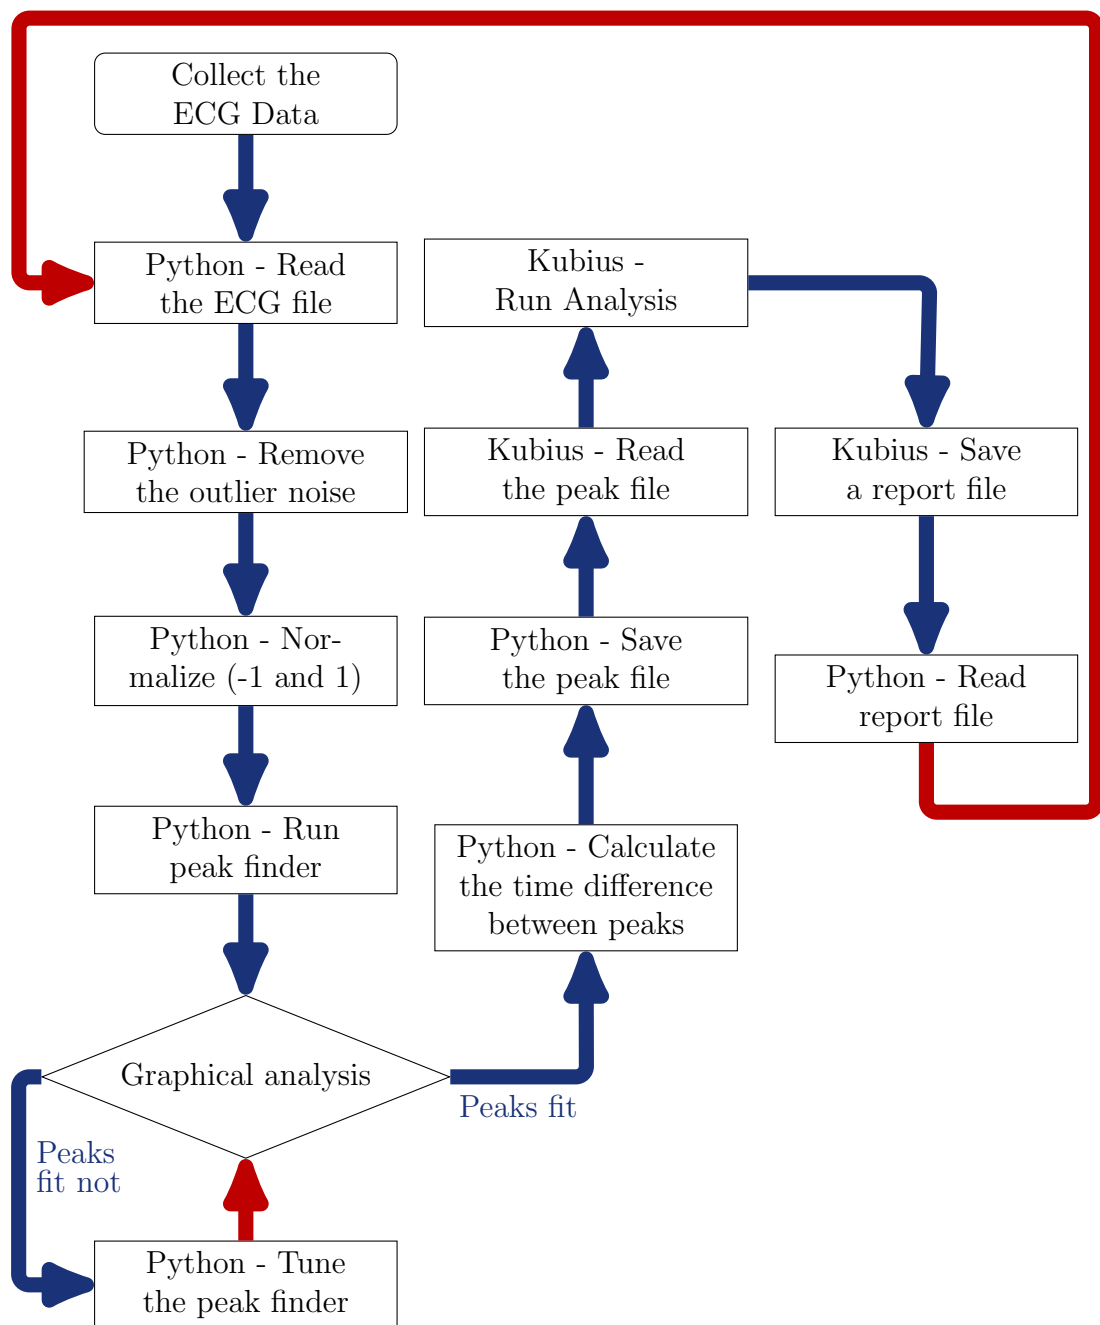 Collect the
ECG Data
Python - Read
the ECG file
Python - Remove
the outlier noise
Python - Nor-
malize (-1 and 1)
Python - Run
peak finder
Graphical analysis
Peaks
fit not
Python - Tune
the peak finder
Peaks fit
Python - Calculate
the time difference
between peaks
Python - Save
the peak file
Kubius - Read
the peak file
Kubius -
Run Analysis
Kubius - Save
a report file
Python - Read
report file